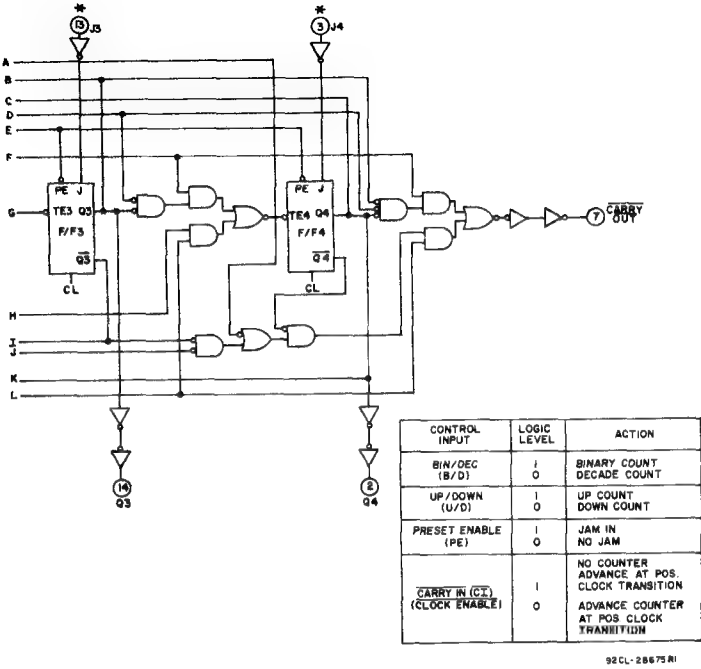 *
13 J3
*
3 J4
A
B
C
D
E
F
PE J
PE J
G
TE3 Q3
F/F3
Q3
CL
TE4 Q4
F/F4
Q4
CL
7 CARRY OUT
H
I
J
K
L
14
Q3
2
Q4
CONTROL INPUT
LOGIC LEVEL
ACTION
BIN/DEC (B/D)
1
0
BINARY COUNT
DECADE COUNT
UP/DOWN (U/D)
1
0
UP COUNT
DOWN COUNT
PRESET ENABLE (PE)
1
0
JAM IN
NO JAM
CARRY IN (CI)
(CLOCK ENABLE)
1
0
NO COUNTER
ADVANCE AT POS.
CLOCK TRANSITION
ADVANCE COUNTER
AT POS CLOCK
TRANSITION
92CL-28675R1